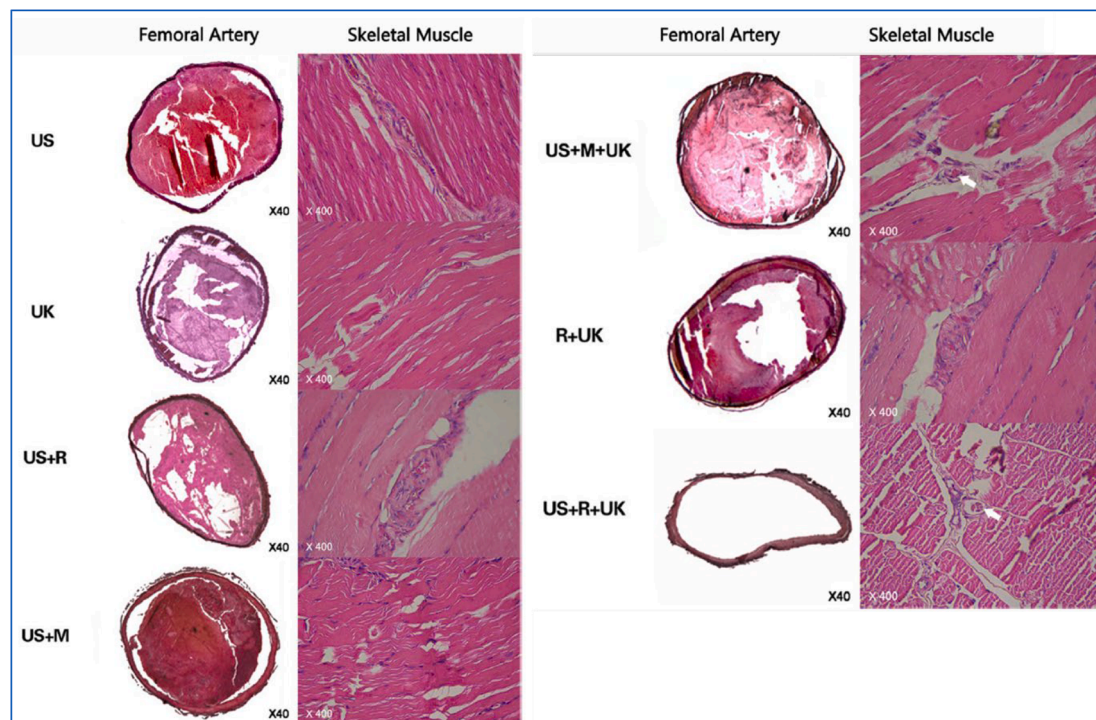 Femoral Artery Skeletal Muscle
US
X40
X 400
UK
X40
X 400
US+R
X40
X 400
US+M
X40
X 400
Femoral Artery Skeletal Muscle
US+M+UK
X40
X 400
R+UK
X40
X 400
US+R+UK
X40
X 400